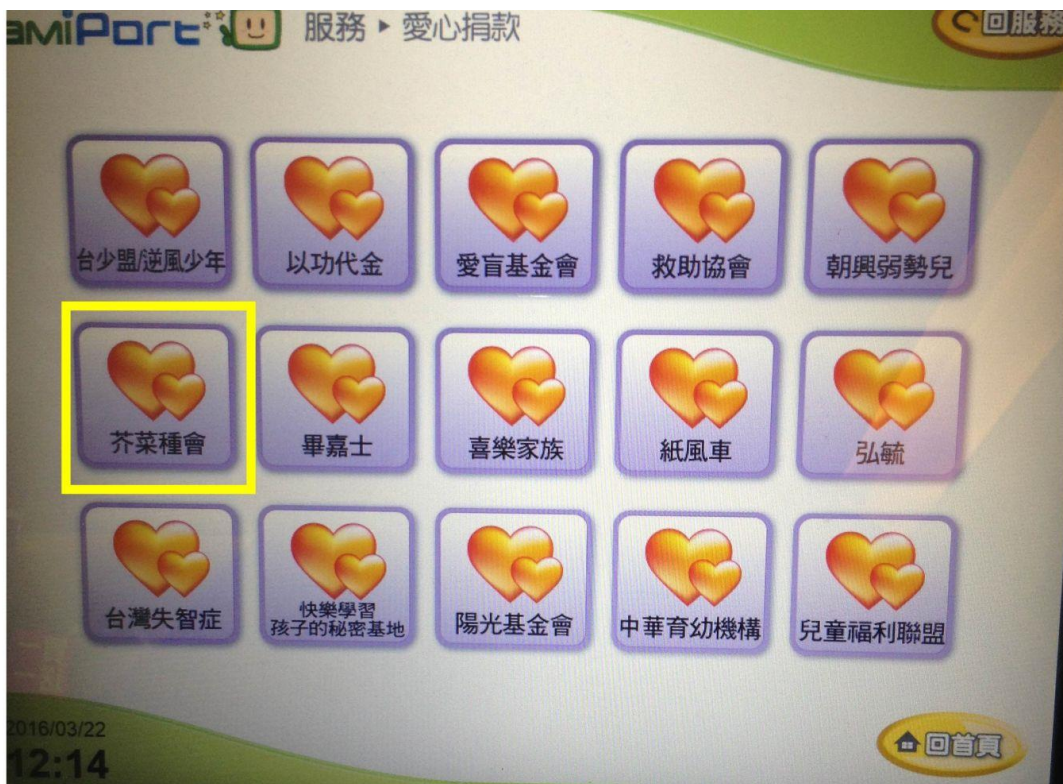 amiPort 服務 ▸ 愛心捐款
回服務
台少盟/逆風少年
以功代金
愛盲基金會
救助協會
朝興弱勢兒
芥菜種會
畢嘉士
喜樂家族
紙風車
弘毓
台灣失智症
快樂學習
孩子的秘密基地
陽光基金會
中華育幼機構
兒童福利聯盟
2016/03/22
12:14
回首頁